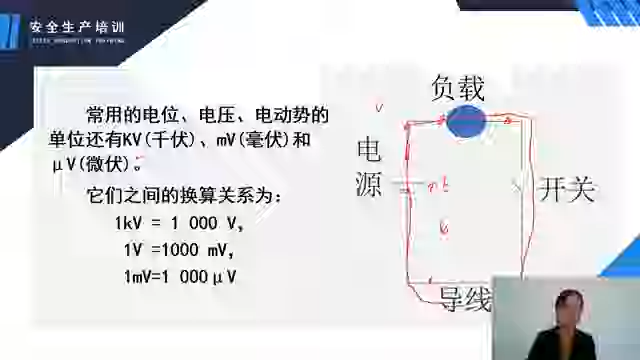 安全生产培训
常用的电位、电压、电动势的
单位还有KV(千伏)、mV(毫伏)和
μV(微伏)。
它们之间的换算关系为:
1kV = 1 000 V,
1V =1000 mV,
1mV=1 000μV
负载
电
源
开关
导线